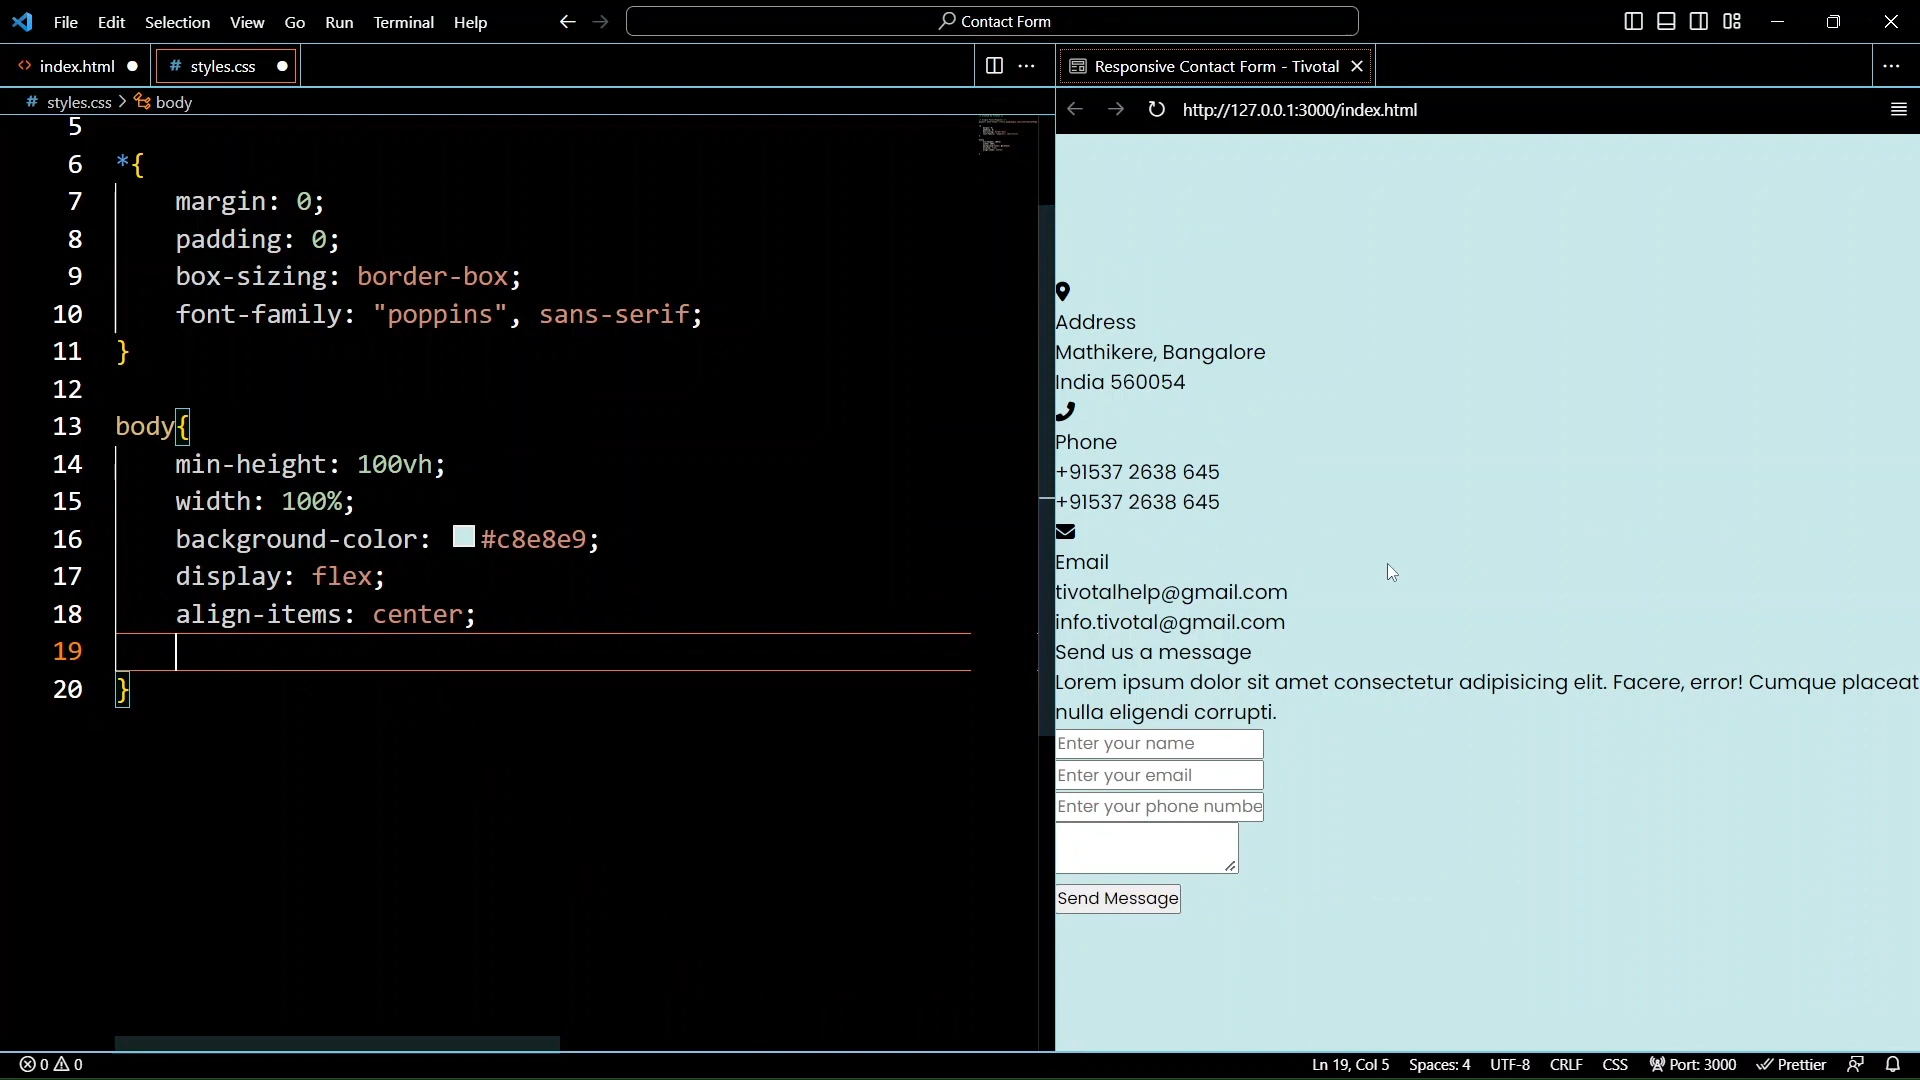 File Edit Selection View Go Run Terminal Help
Contact Form
index.html
# styles.css
Responsive Contact Form - Tivotal
# styles.css > body
http://127.0.0.1:3000/index.html
5
6 *{
7 margin: 0;
8 padding: 0;
9 box-sizing: border-box;
10 font-family: "poppins", sans-serif;
11 }
12
13 body{
14 min-height: 100vh;
15 width: 100%;
16 background-color: #c8e8e9;
17 display: flex;
18 align-items: center;
19
20 }
Address
Mathikere, Bangalore
India 560054
Phone
+91537 2638 645
+91537 2638 645
Email
tivotalhelp@gmail.com
info.tivotal@gmail.com
Send us a message
Lorem ipsum dolor sit amet consectetur adipisicing elit. Facere, error! Cumque placeat
nulla eligendi corrupti.
Enter your name
Enter your email
Enter your phone numbe
Send Message
0 0
Ln 19, Col 5 Spaces: 4 UTF-8 CRLF CSS Port: 3000 Prettier